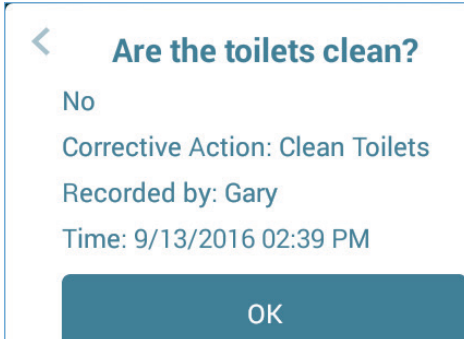 Are the toilets clean?
No
Corrective Action: Clean Toilets
Recorded by: Gary
Time: 9/13/2016 02:39 PM
OK